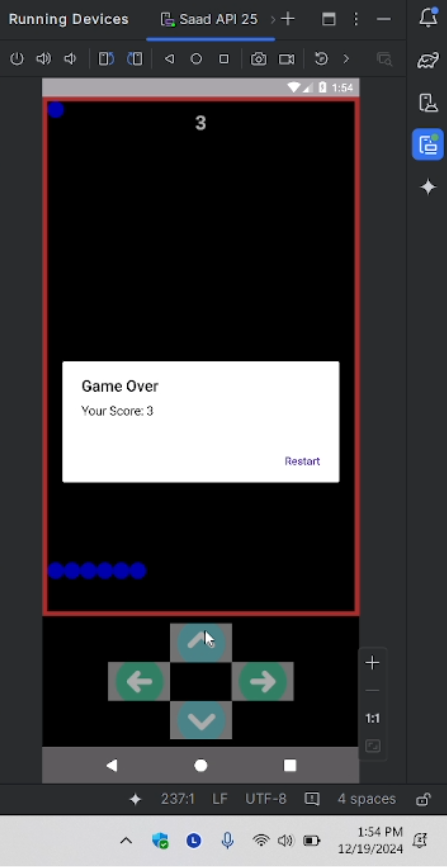 Running Devices
Saad API 25
1:54
3
Game Over
Your Score: 3
Restart
1:1
237:1 LF UTF-8 4 spaces
1:54 PM
12/19/2024